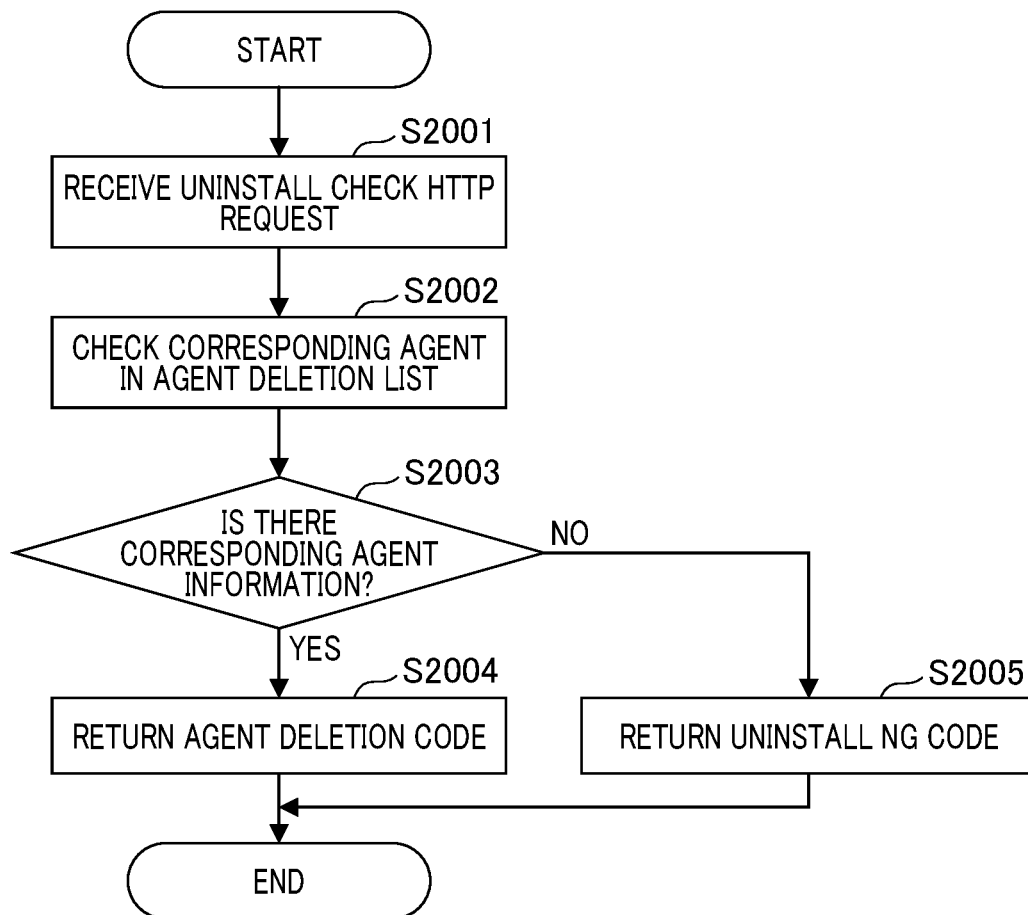 START
S2001
RECEIVE UNINSTALL CHECK HTTP
REQUEST
S2002
CHECK CORRESPONDING AGENT
IN AGENT DELETION LIST
S2003
IS THERE
CORRESPONDING AGENT
INFORMATION?
NO
YES
S2004
RETURN AGENT DELETION CODE
S2005
RETURN UNINSTALL NG CODE
END